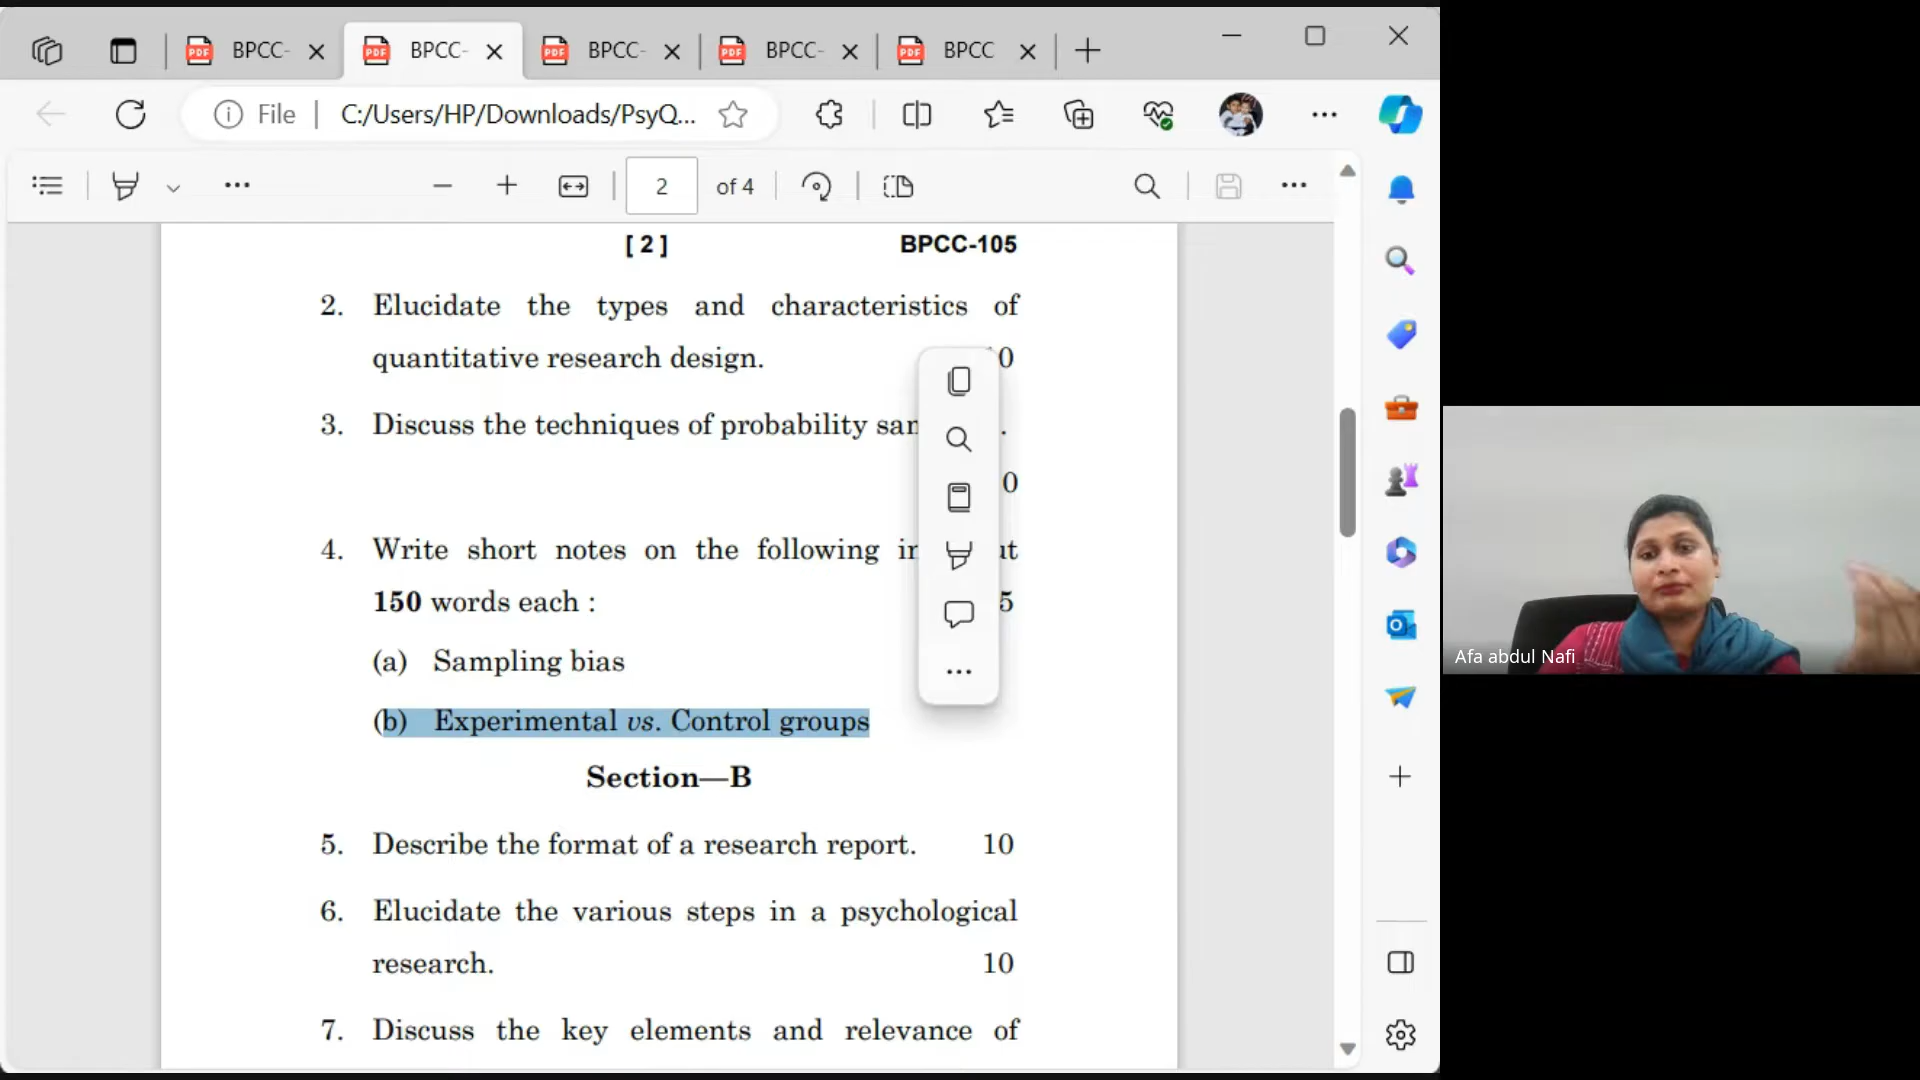 BPCC-
BPCC-
BPCC-
BPCC-
BPCC
File
C:/Users/HP/Downloads/PsyQ...
2 of 4
[ 2 ] BPCC-105
2. Elucidate the types and characteristics of
quantitative research design. 0
3. Discuss the techniques of probability .
0
4. Write short notes on the following
150 words each : 5
(a) Sampling bias
(b) Experimental vs. Control groups
Section—B
5. Describe the format of a research report. 10
6. Elucidate the various steps in a psychological
research. 10
7. Discuss the key elements and relevance of
Afa abdul Nafi